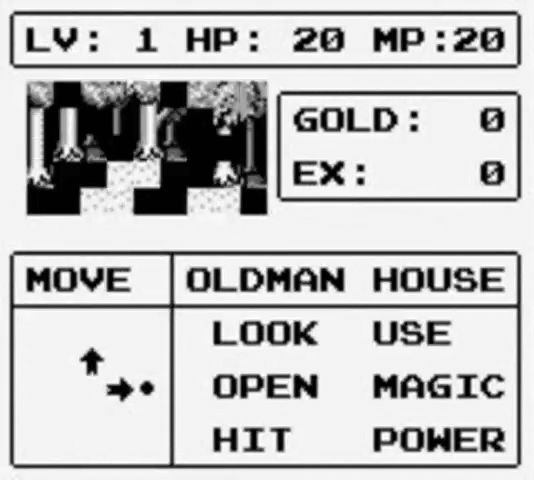 LV: 1 HP: 20 MP:20
GOLD: 0
EX: 0
MOVE OLDMAN HOUSE
LOOK USE
OPEN MAGIC
HIT POWER